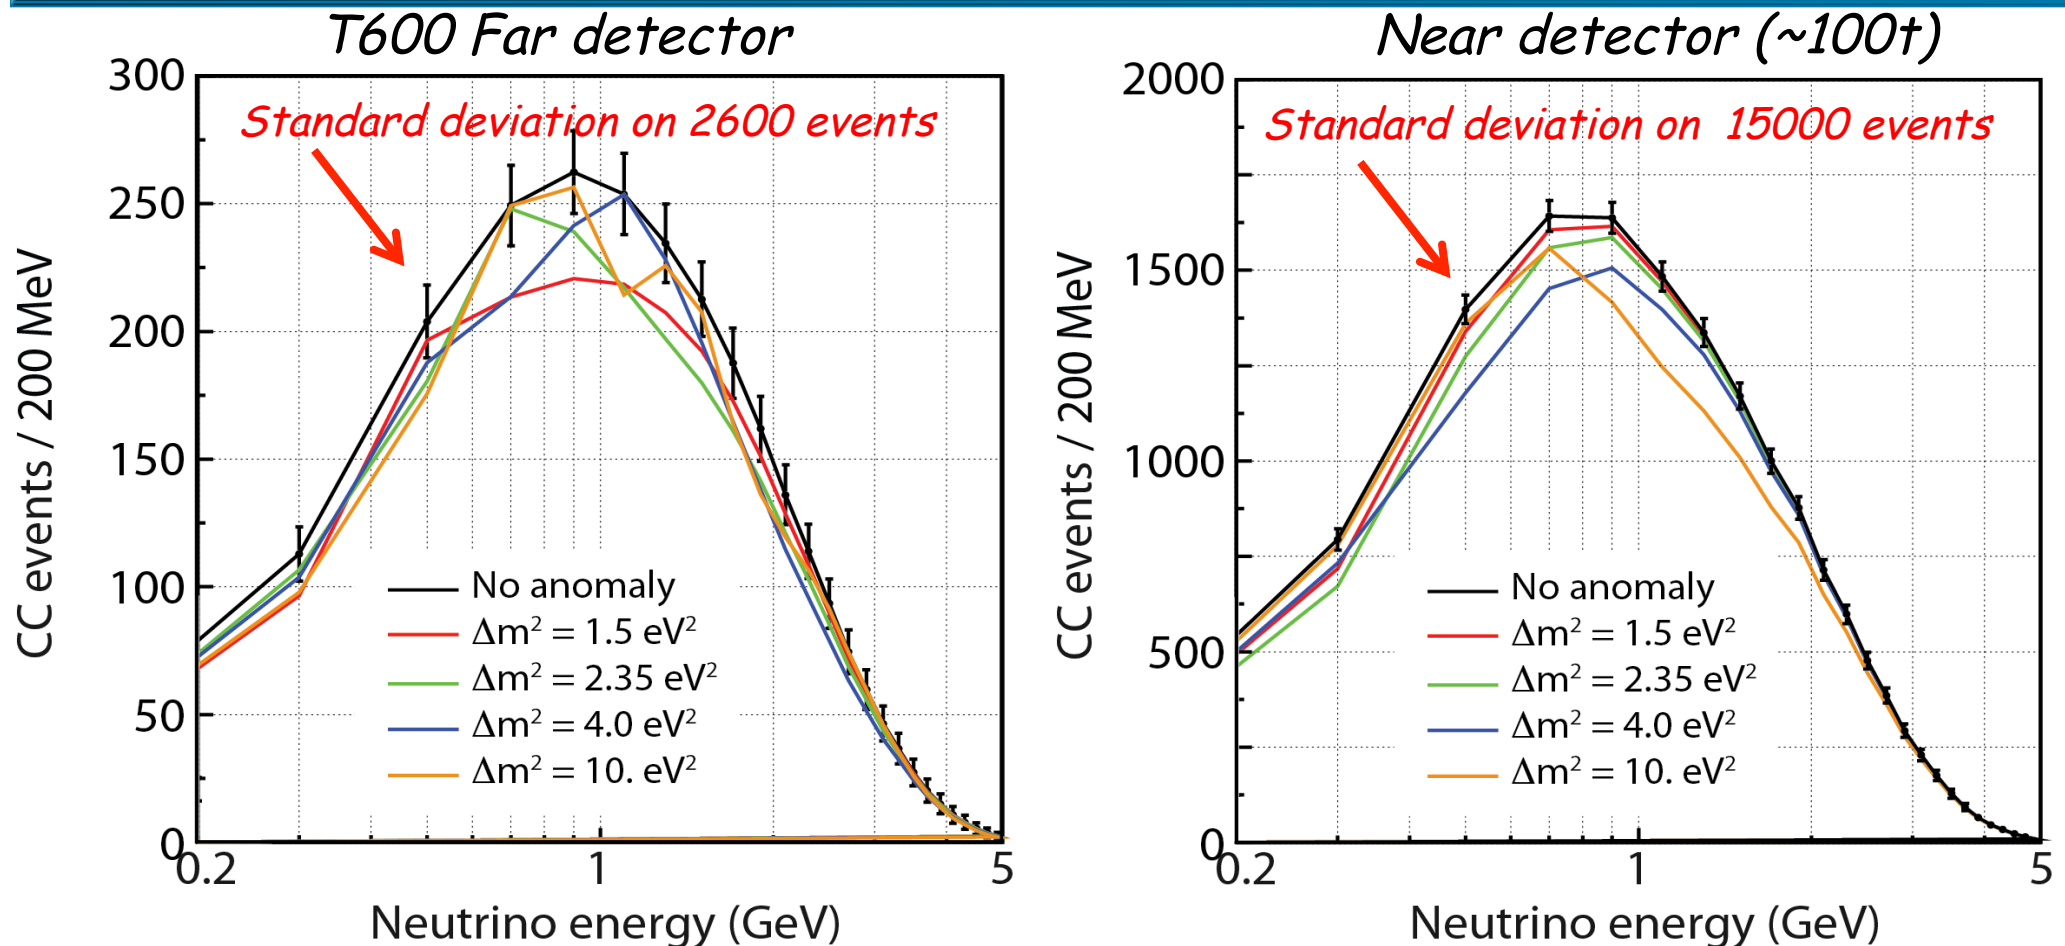 T600 Far detector
300
250
200
150
100
50
0
CC events / 200 MeV
Standard deviation on 2600 events
No anomaly
Δm² = 1.5 eV²
Δm² = 2.35 eV²
Δm² = 4.0 eV²
Δm² = 10. eV²
0.2 1 5
Neutrino energy (GeV)
Near detector (~100t)
2000
1500
1000
500
0
CC events / 200 MeV
Standard deviation on 15000 events
No anomaly
Δm² = 1.5 eV²
Δm² = 2.35 eV²
Δm² = 4.0 eV²
Δm² = 10. eV²
0.2 1 5
Neutrino energy (GeV)